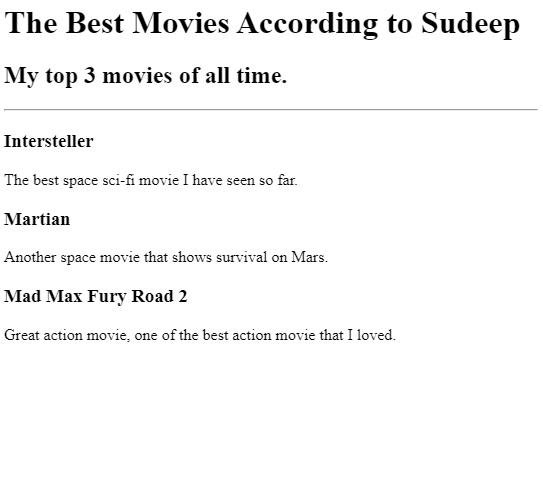 The Best Movies According to Sudeep
My top 3 movies of all time.
Intersteller
The best space sci-fi movie I have seen so far.
Martian
Another space movie that shows survival on Mars.
Mad Max Fury Road 2
Great action movie, one of the best action movie that I loved.